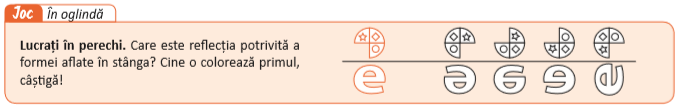 Joc În oglindă
Lucrați în perechi. Care este reflecția potrivită a
formei aflate în stânga? Cine o colorează primul,
câștigă!